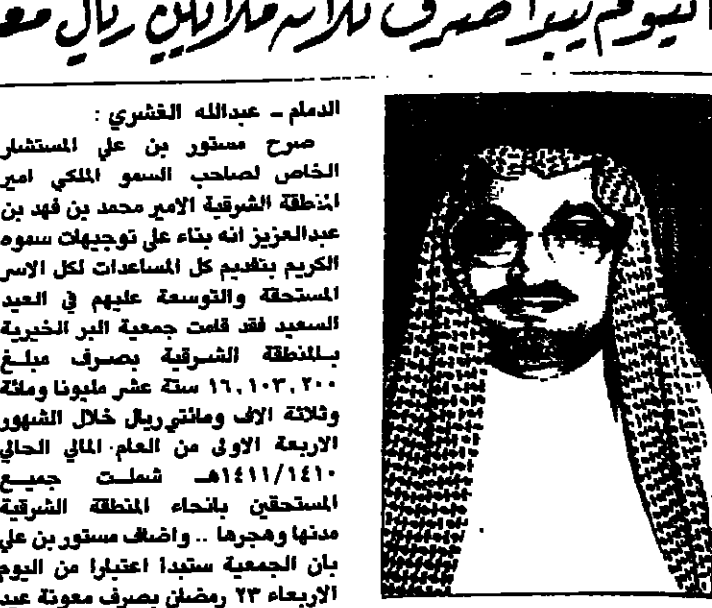 اليوم يبدأ صرف ثلاثة ملايين ريال
الدمام ـ عبدالله الغشري :
صرح مستور بن علي المستشار
الخاص لصاحب السمو الملكي امير
المنطقة الشرقية الامير محمد بن فهد بن
عبدالعزيز انه بناء على توجيهات سموه
الكريم بتقديم كل المساعدات لكل الاسر
المستحقة والتوسعة عليهم في العيد
السعيد فقد قامت جمعية البر الخيرية
بالمنطقة الشرقية بصرف مبلغ
١٦,١٠٣,٢٠٠ ستة عشر مليونا ومائة
وثلاثة الاف ومائتي ريال خلال الشهور
الاربعة الاولى من العام المالي الحالي
١٤١١/١٤١٠هـ شملت جميع
المستحقين بانحاء المنطقة الشرقية
مدنها وهجرها .. واضاف مستور بن علي
بان الجمعية ستبدا اعتبارا من اليوم
الاربعاء ٢٣ رمضان بصرف معونة عيد